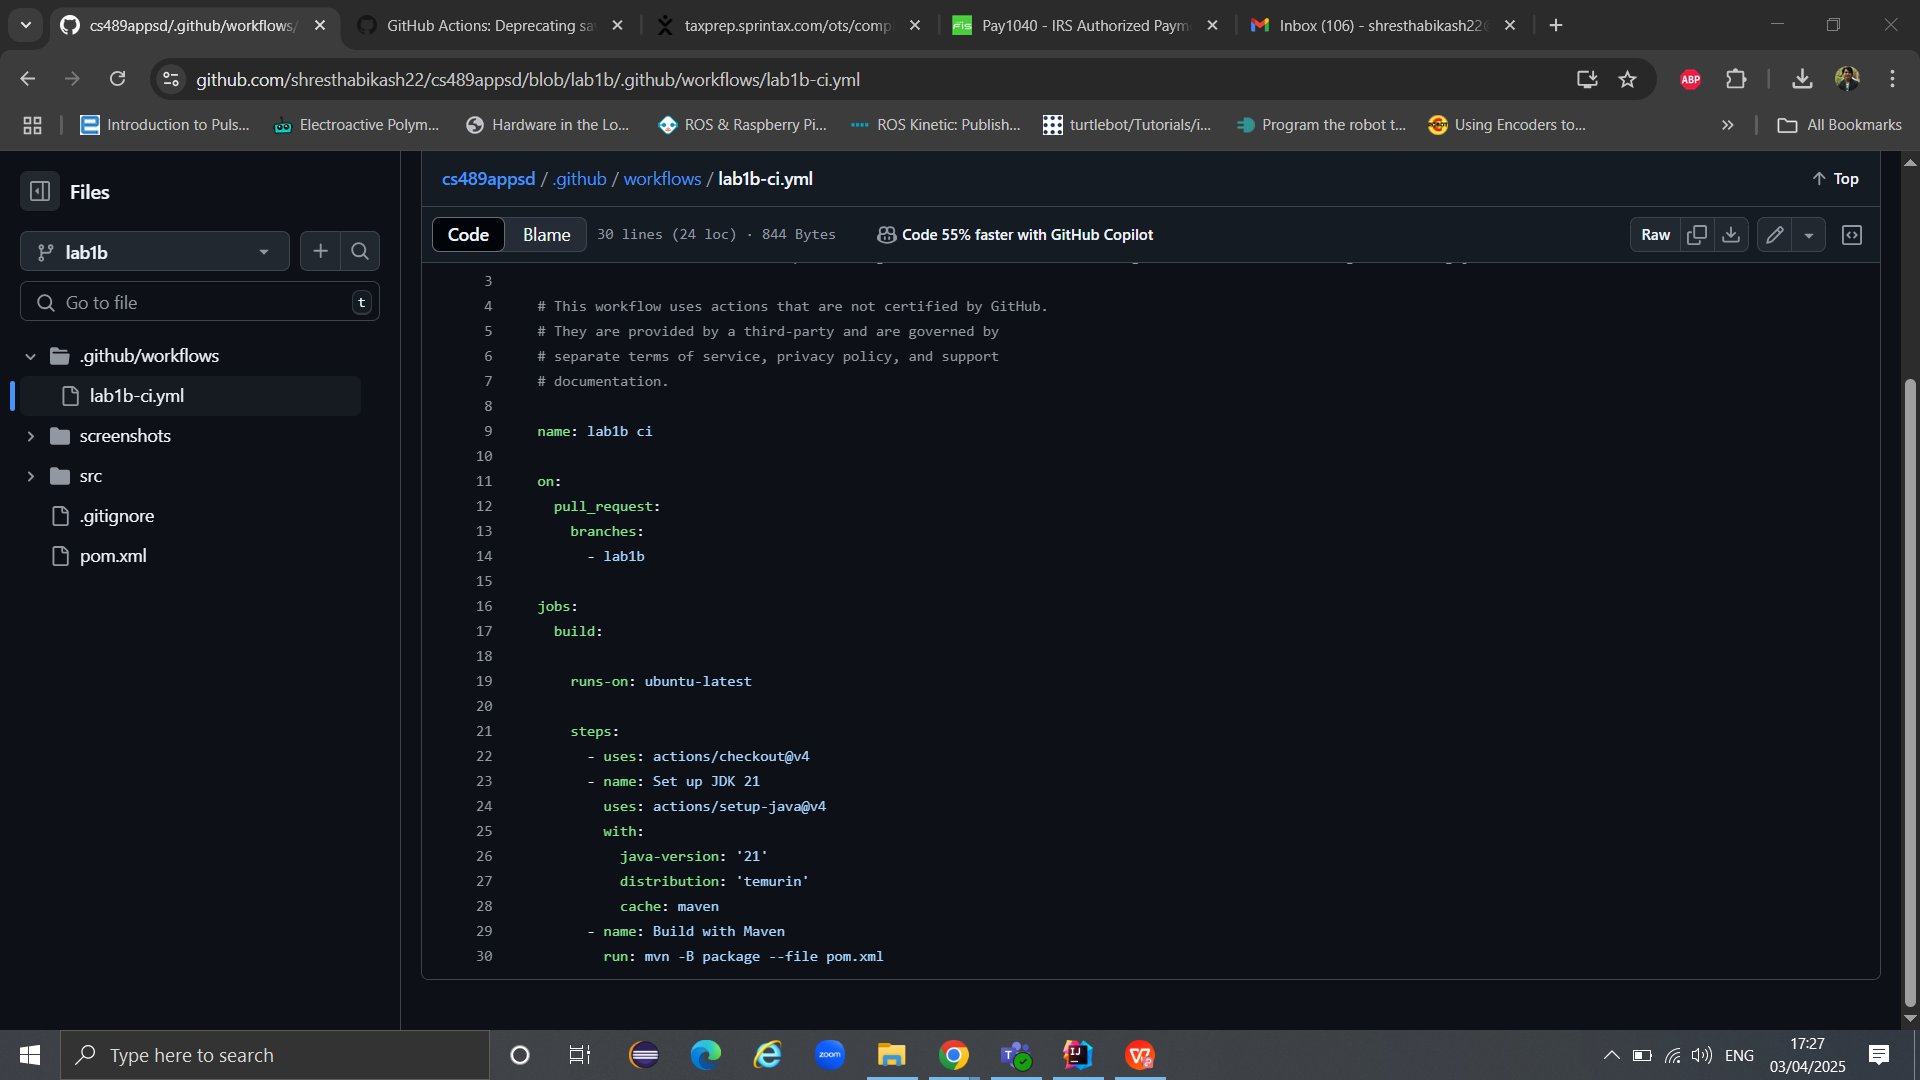 cs489appsd/.github/workflows/
GitHub Actions: Deprecating sa
taxprep.sprintax.com/ots/comp
Pay1040 - IRS Authorized Paym
Inbox (106) - shresthabikash22@
github.com/shresthabikash22/cs489appsd/blob/lab1b/.github/workflows/lab1b-ci.yml
ABP
Introduction to Puls...
Electroactive Polym...
Hardware in the Lo...
ROS & Raspberry Pi...
ROS Kinetic: Publish...
turtlebot/Tutorials/i...
Program the robot t...
Using Encoders to...
All Bookmarks
Files
lab1b
Go to file
t
.github/workflows
lab1b-ci.yml
screenshots
src
.gitignore
pom.xml
cs489appsd / .github / workflows / lab1b-ci.yml
Top
Code
Blame
30 lines (24 loc) · 844 Bytes
Code 55% faster with GitHub Copilot
Raw
3
4 # This workflow uses actions that are not certified by GitHub.
5 # They are provided by a third-party and are governed by
6 # separate terms of service, privacy policy, and support
7 # documentation.
8
9 name: lab1b ci
10
11 on:
12 pull_request:
13 branches:
14 - lab1b
15
16 jobs:
17 build:
18
19 runs-on: ubuntu-latest
20
21 steps:
22 - uses: actions/checkout@v4
23 - name: Set up JDK 21
24 uses: actions/setup-java@v4
25 with:
26 java-version: '21'
27 distribution: 'temurin'
28 cache: maven
29 - name: Build with Maven
30 run: mvn -B package --file pom.xml
Type here to search
zoom
ENG
17:27
03/04/2025